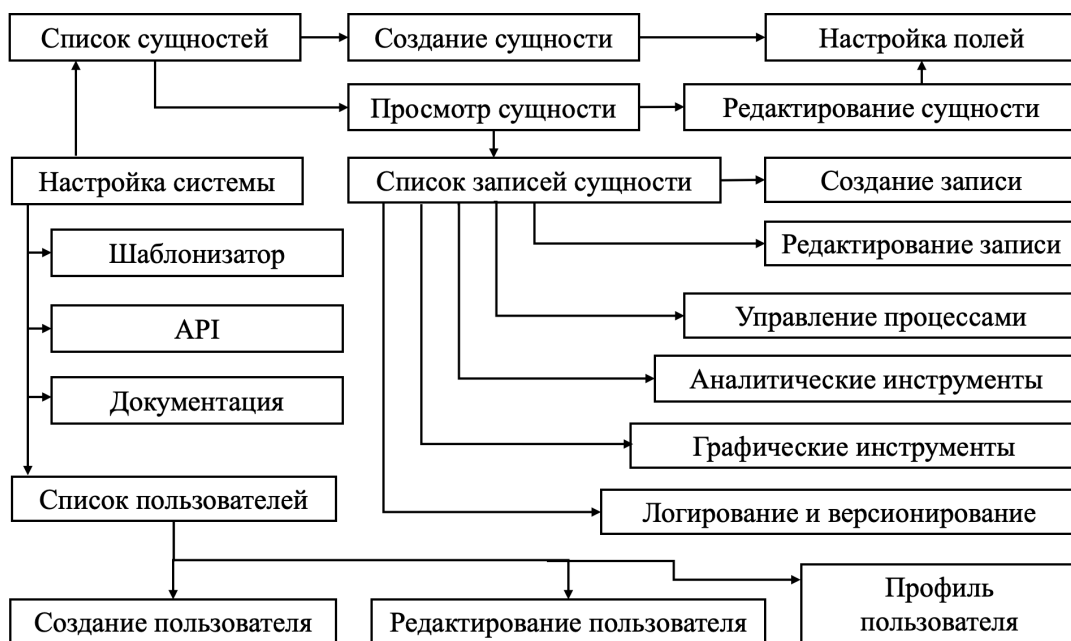 Список сущностей
Создание сущности
Настройка полей
Просмотр сущности
Редактирование сущности
Настройка системы
Список записей сущности
Создание записи
Шаблонизатор
Редактирование записи
API
Управление процессами
Аналитические инструменты
Документация
Графические инструменты
Список пользователей
Логирование и версионирование
Создание пользователя
Редактирование пользователя
Профиль
пользователя